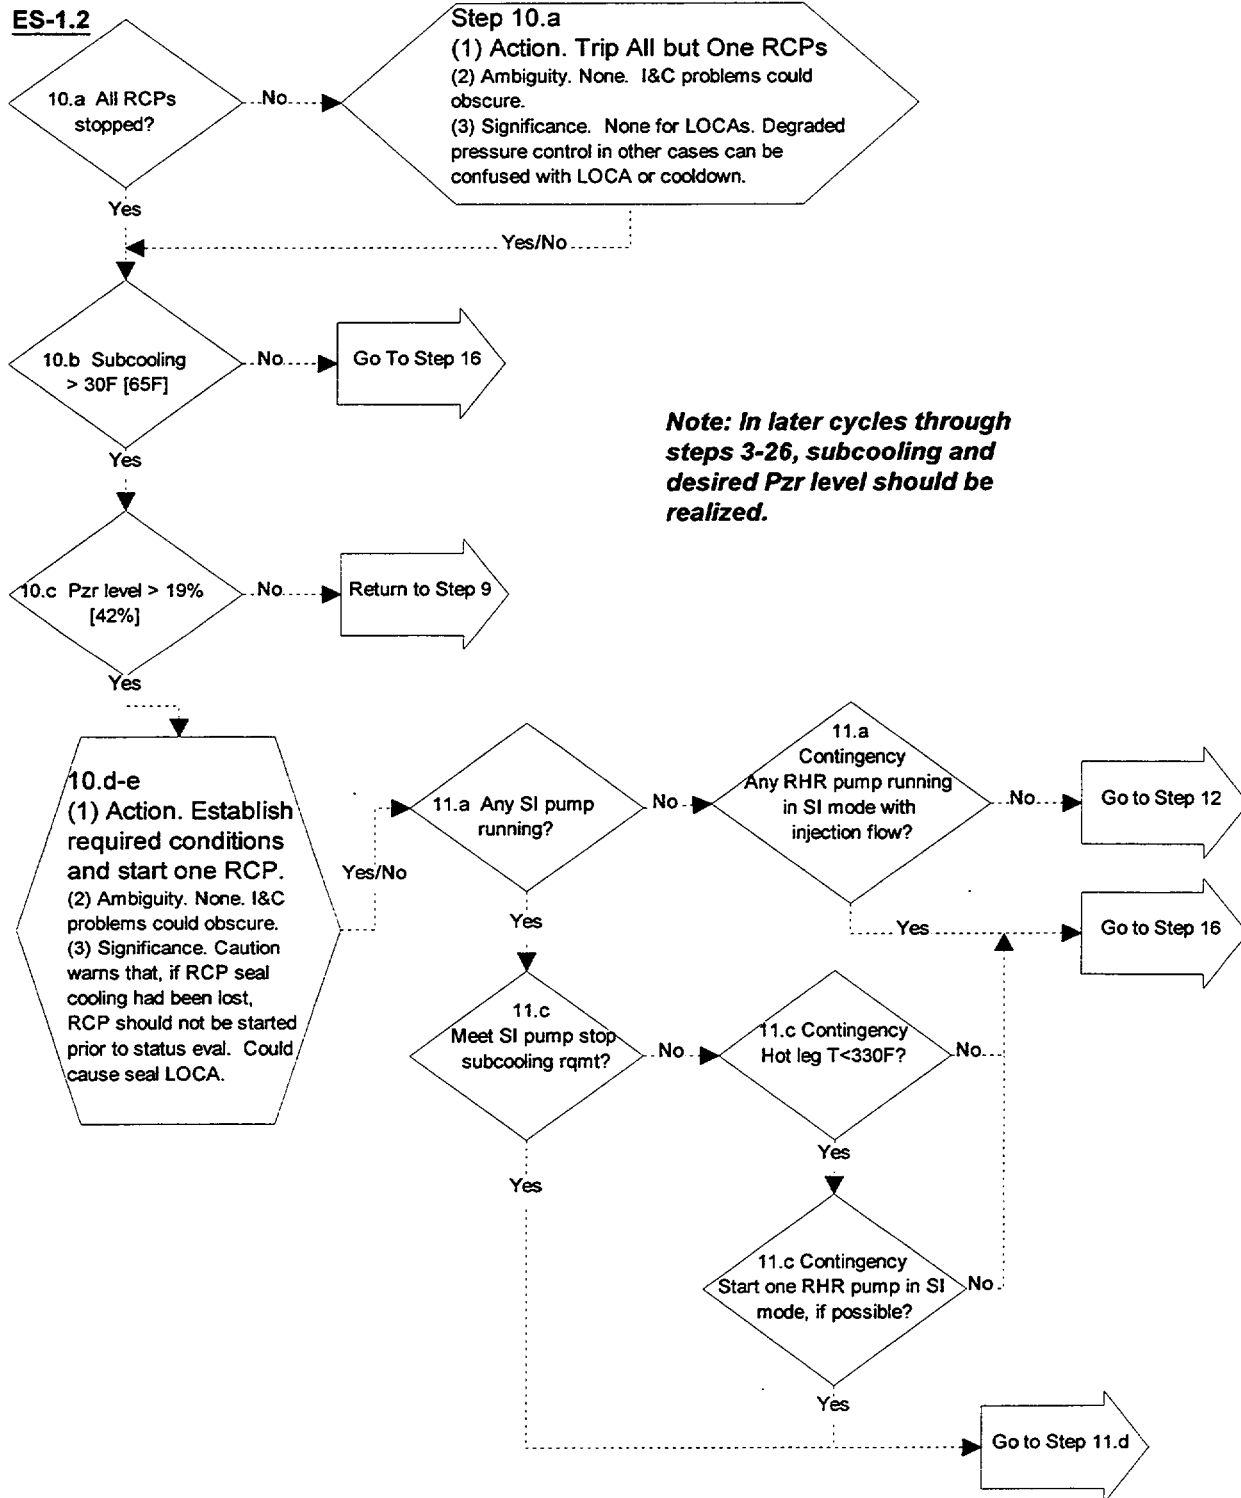 ES-1.2
10.a All RCPs
stopped?
No
Step 10.a
(1) Action. Trip All but One RCPs
(2) Ambiguity. None. I&C problems could
obscure.
(3) Significance. None for LOCAs. Degraded
pressure control in other cases can be
confused with LOCA or cooldown.
Yes
Yes/No
10.b Subcooling
> 30F [65F]
No
Go To Step 16
Note: In later cycles through
steps 3-26, subcooling and
desired Pzr level should be
realized.
Yes
10.c Pzr level > 19%
[42%]
No
Return to Step 9
Yes
10.d-e
(1) Action. Establish
required conditions
and start one RCP.
(2) Ambiguity. None. I&C
problems could obscure.
(3) Significance. Caution
warns that, if RCP seal
cooling had been lost,
RCP should not be started
prior to status eval. Could
cause seal LOCA.
Yes/No
11.a Any SI pump
running?
No
11.a
Contingency
Any RHR pump running
in SI mode with
injection flow?
No
Go to Step 12
Yes
Yes
Go to Step 16
11.c
Meet SI pump stop
subcooling rqmt?
No
11.c Contingency
Hot leg T<330F?
No
Yes
Yes
11.c Contingency
Start one RHR pump in SI
mode, if possible?
No
Yes
Go to Step 11.d